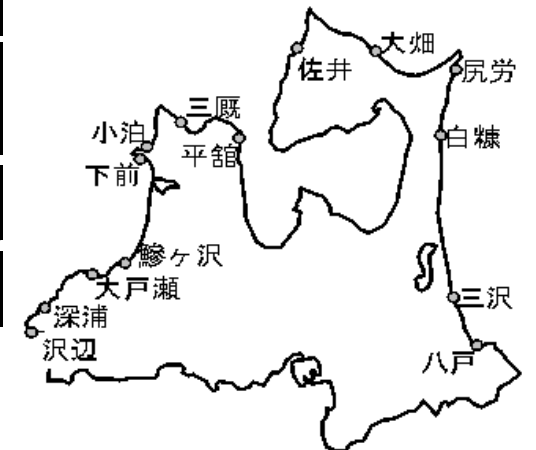 大畑
佐井
尻労
三厩
小泊
白糠
平舘
下前
鰺ヶ沢
大戸瀬
三沢
深浦
沢辺
八戸